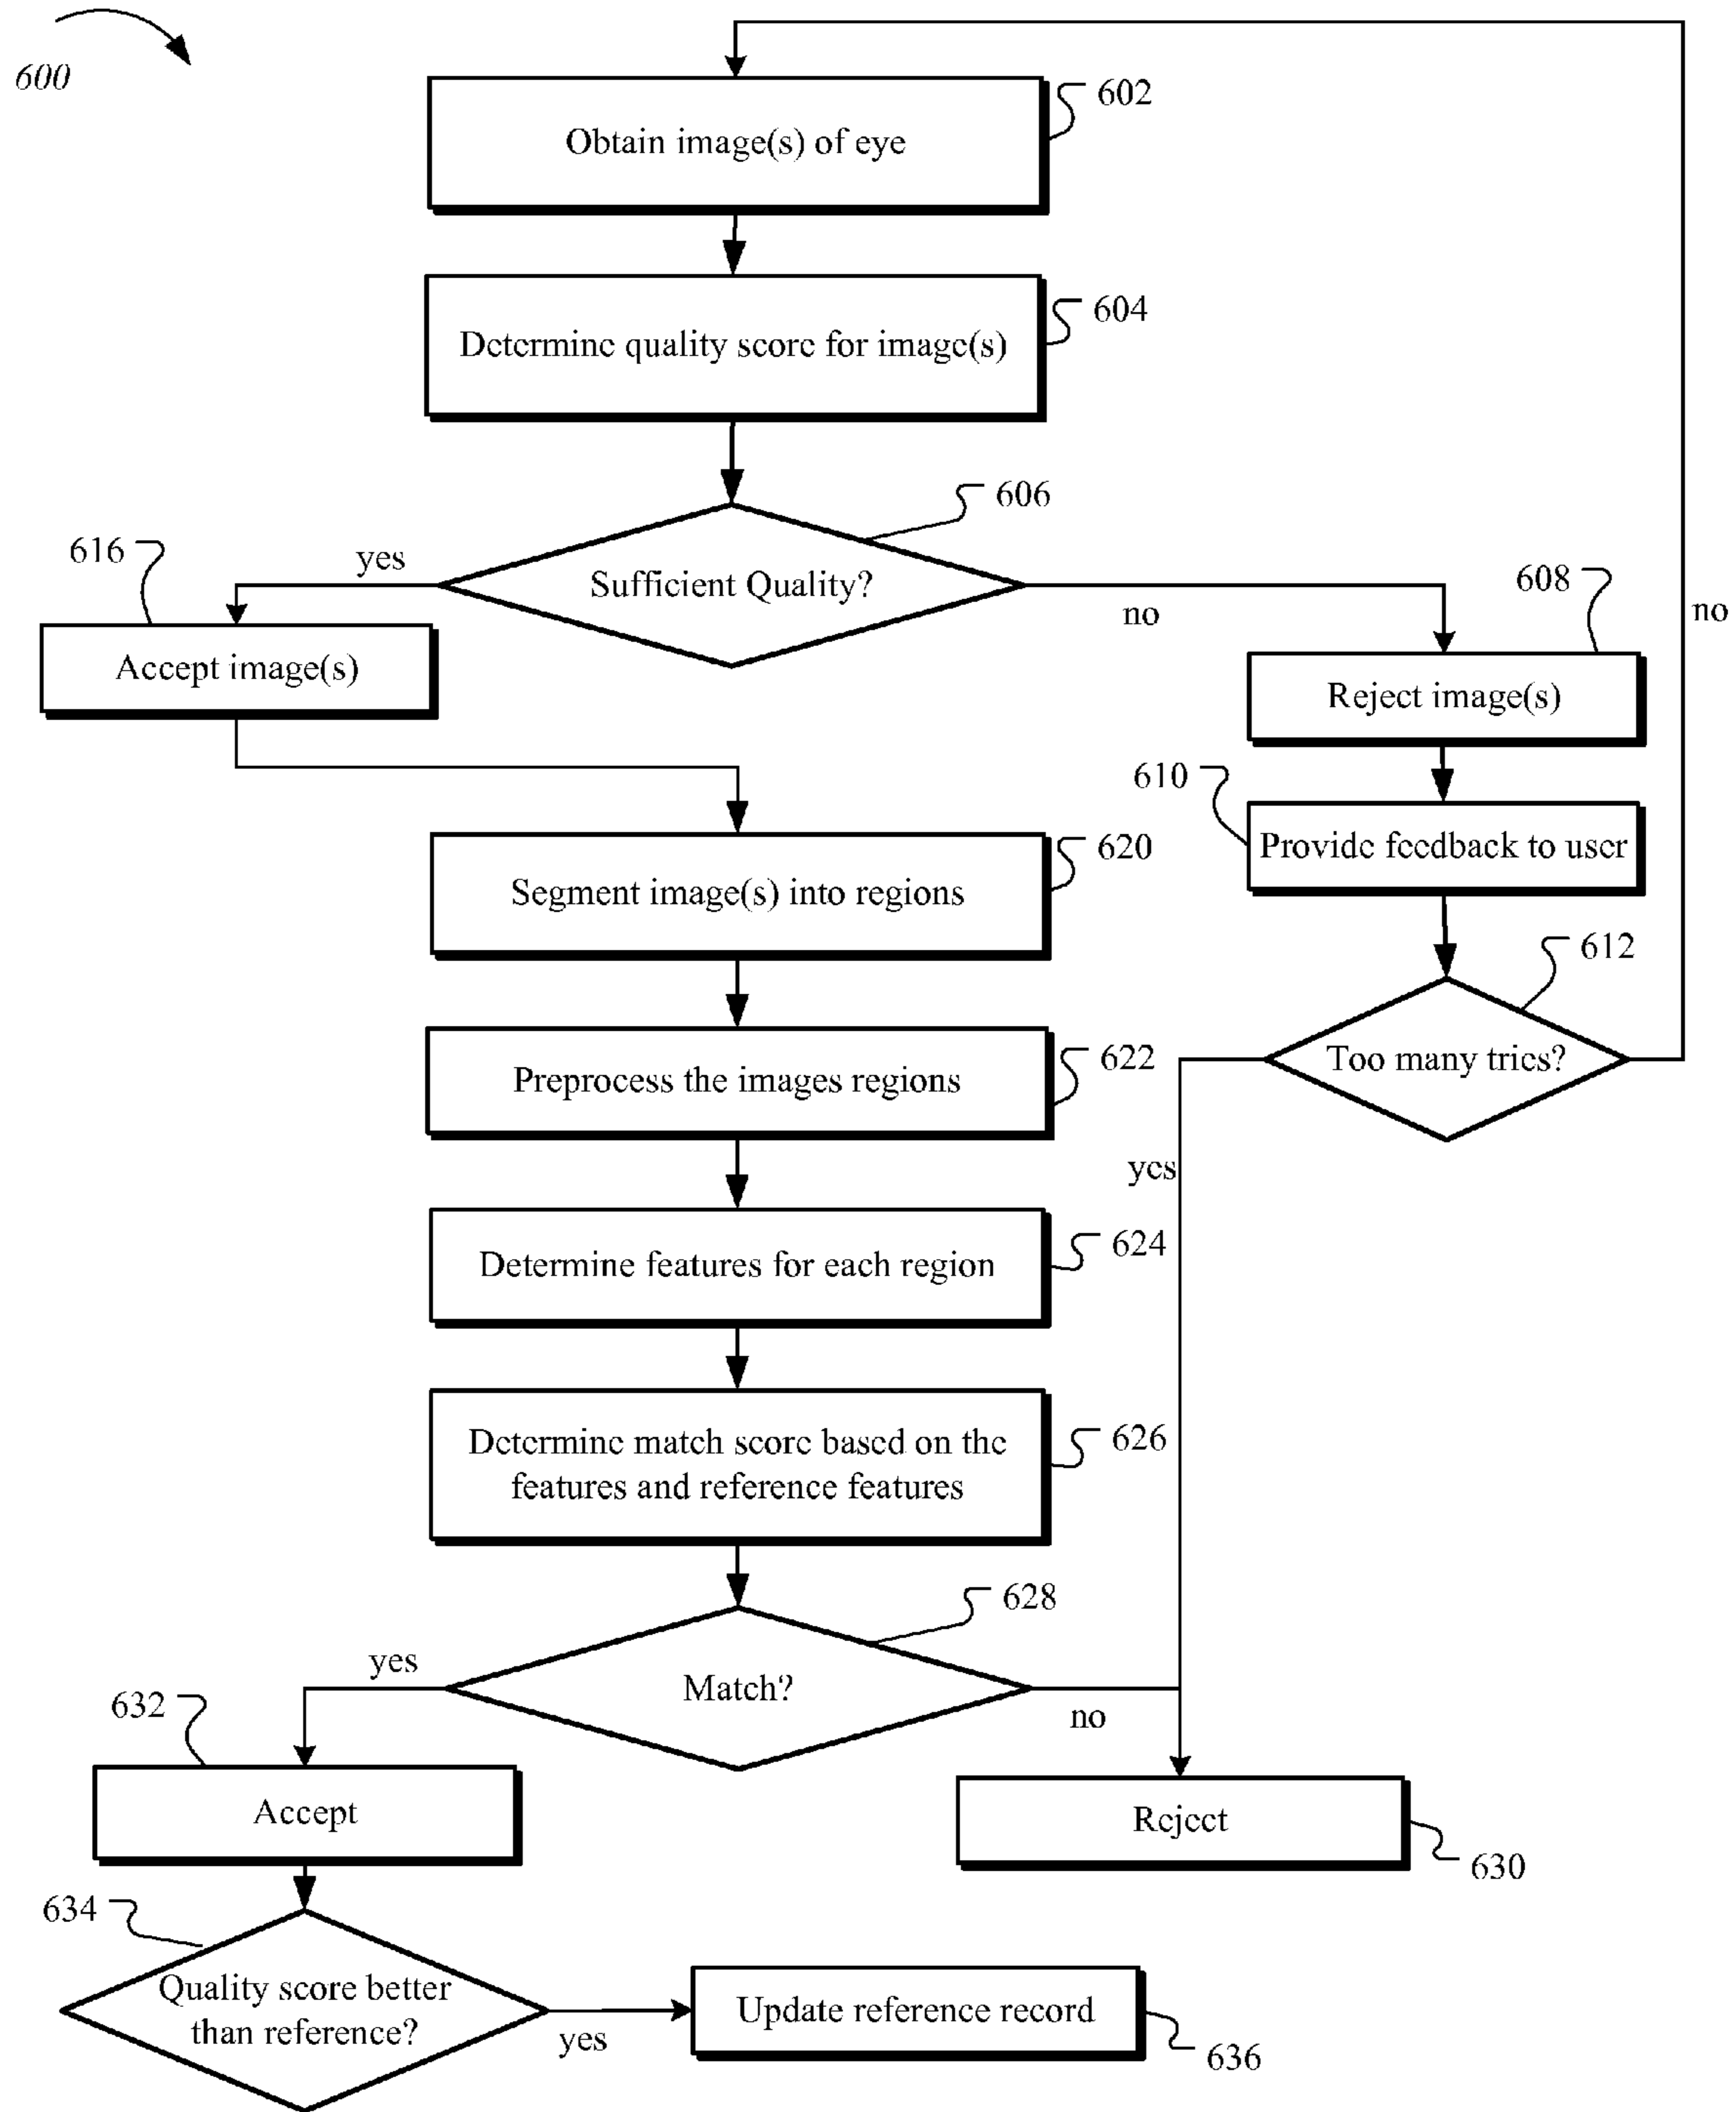 600
602
Obtain image(s) of eye
604
Determine quality score for image(s)
606
616
yes
Sufficient Quality?
608
no
no
Accept image(s)
Reject image(s)
610
620
Provide feedback to user
Segment image(s) into regions
612
622
Too many tries?
Preprocess the images regions
yes
624
Determine features for each region
626
Determine match score based on the
features and reference features
628
yes
Match?
632
no
Accept
Reject
630
634
Quality score better
than reference?
Update reference record
yes
636